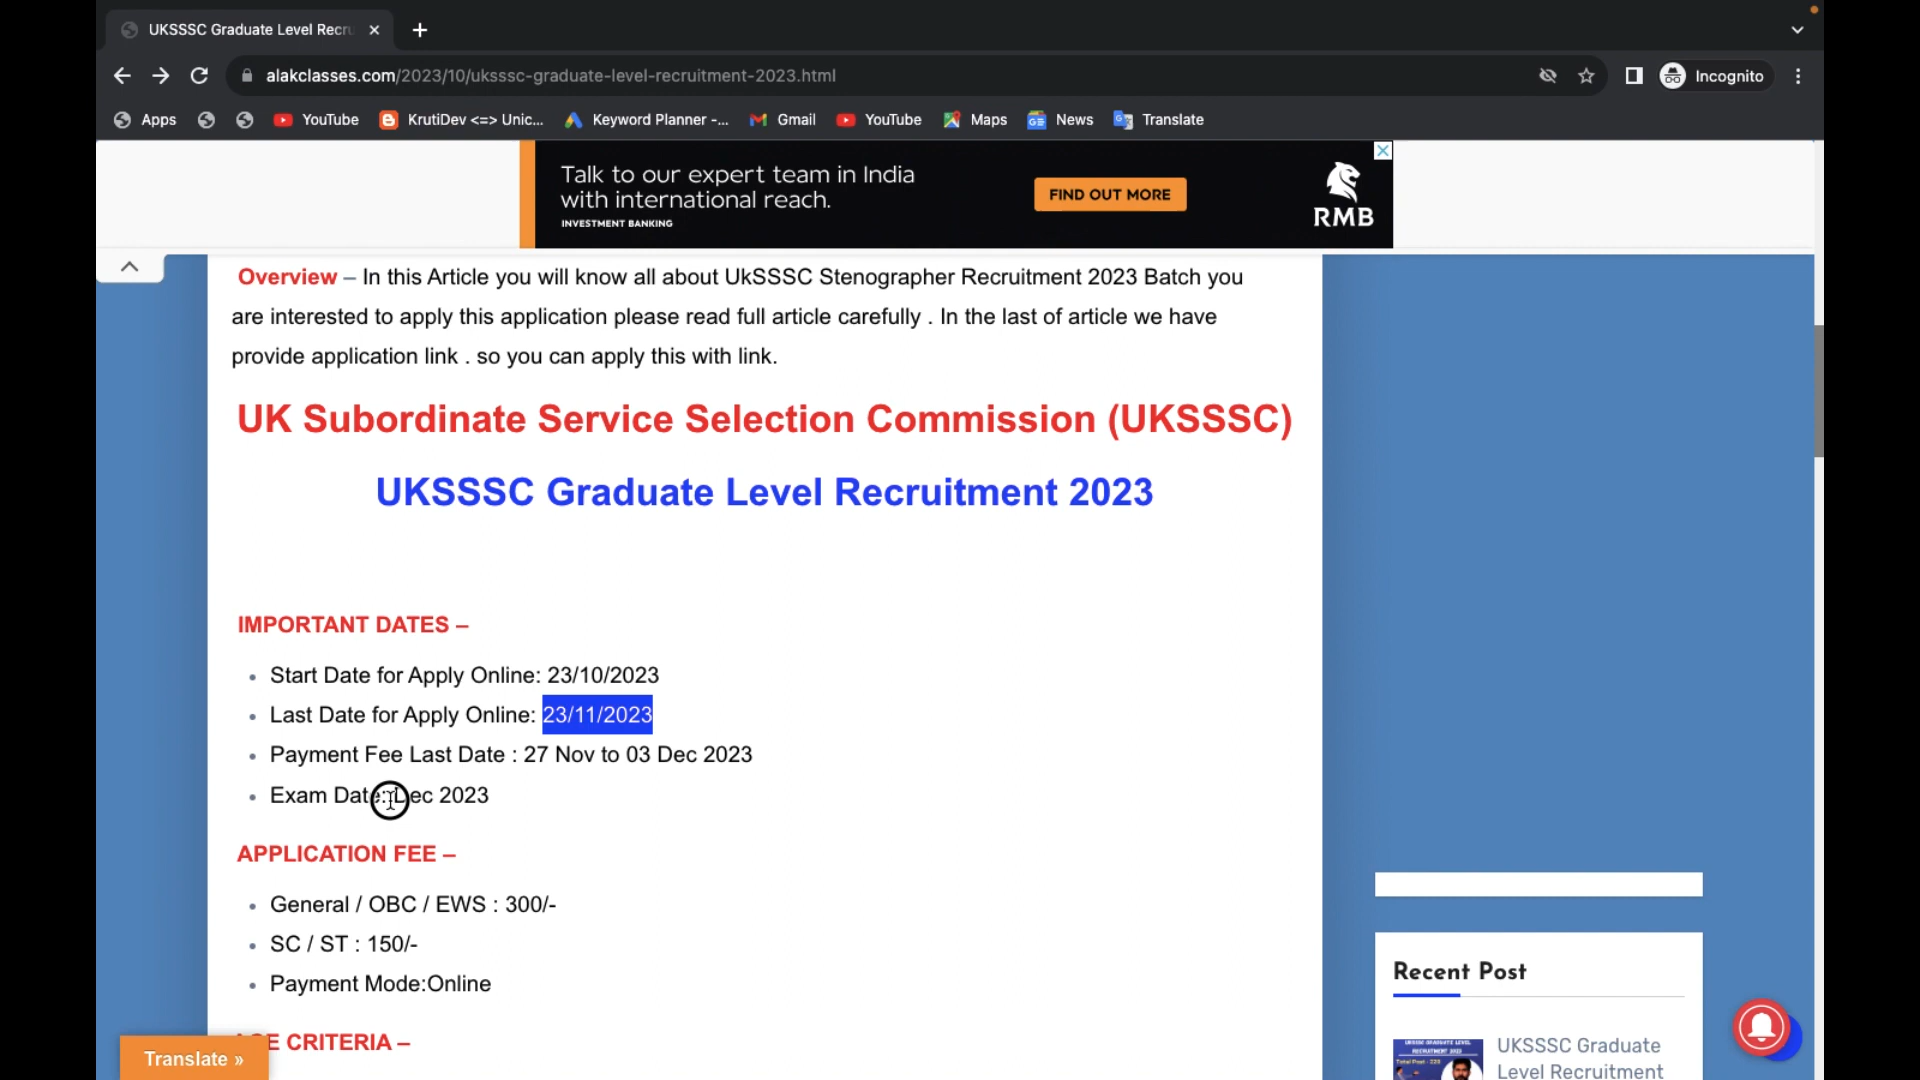 UKSSSC Graduate Level Recru
alakclasses.com/2023/10/uksssc-graduate-level-recruitment-2023.html
Incognito
Apps
YouTube
KrutiDev <=> Unic...
Keyword Planner -...
Gmail
YouTube
Maps
News
Translate
Talk to our expert team in India
with international reach.
INVESTMENT BANKING
FIND OUT MORE
RMB
Overview – In this Article you will know all about UkSSSC Stenographer Recruitment 2023 Batch you
are interested to apply this application please read full article carefully . In the last of article we have
provide application link . so you can apply this with link.
UK Subordinate Service Selection Commission (UKSSSC)
UKSSSC Graduate Level Recruitment 2023
IMPORTANT DATES –
Start Date for Apply Online: 23/10/2023
Last Date for Apply Online: 23/11/2023
Payment Fee Last Date : 27 Nov to 03 Dec 2023
Exam Date: Dec 2023
APPLICATION FEE –
General / OBC / EWS : 300/-
SC / ST : 150/-
Payment Mode:Online
CRITERIA –
Translate »
Recent Post
UKSSSC GRADUATE LEVEL
RECRUITMENT 2023
UKSSSC Graduate
Level Recruitment